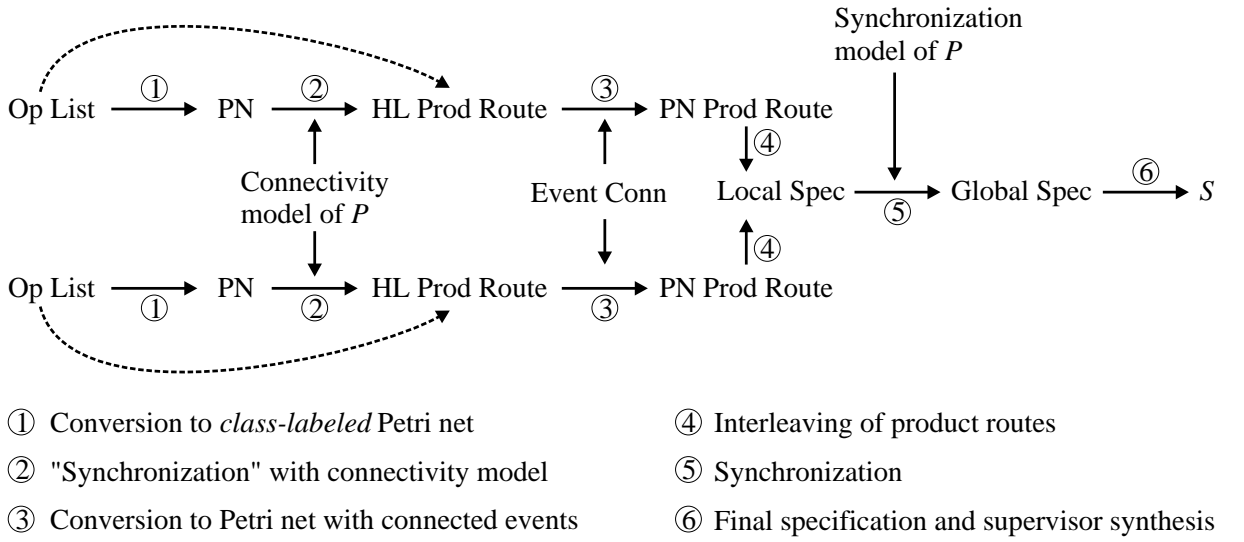 Synchronization
model of P
Op List ① PN ② HL Prod Route ③ PN Prod Route
④
Connectivity
model of P
Event Conn
Local Spec ⑤ Global Spec ⑥ S
④
Op List ① PN ② HL Prod Route ③ PN Prod Route
① Conversion to class-labeled Petri net
② "Synchronization" with connectivity model
③ Conversion to Petri net with connected events
④ Interleaving of product routes
⑤ Synchronization
⑥ Final specification and supervisor synthesis